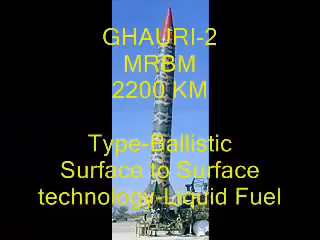 GHAURI-2
MRBM
2200 KM
Type-Ballistic
Surface to Surface
technology-Liquid Fuel